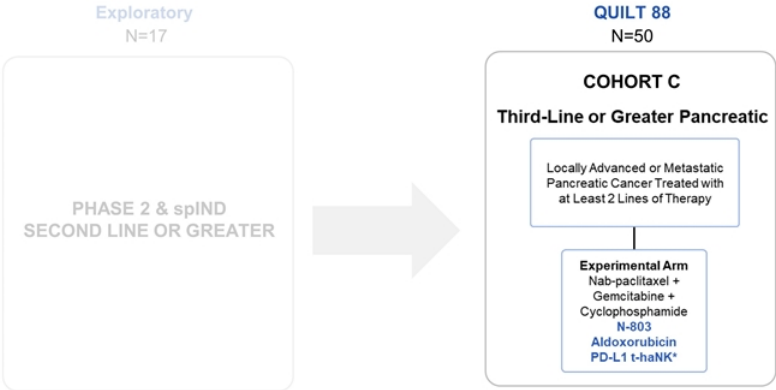 Exploratory
N=17
PHASE 2 & spIND
SECOND LINE OR GREATER
QUILT 88
N=50
COHORT C
Third-Line or Greater Pancreatic
Locally Advanced or Metastatic
Pancreatic Cancer Treated with
at Least 2 Lines of Therapy
Experimental Arm
Nab-paclitaxel +
Gemcitabine +
Cyclophosphamide
N-803
Aldoxorubicin
PD-L1 t-haNK*